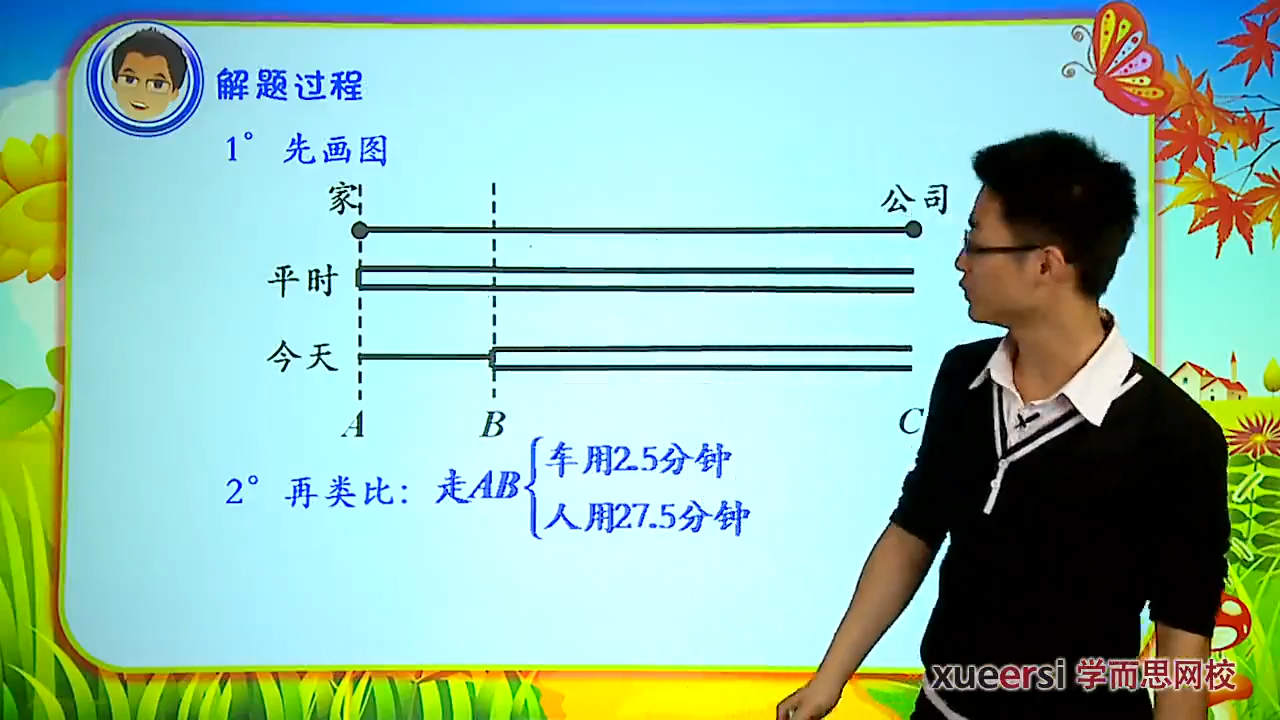 解题过程
1° 先画图
家 公司
平时
今天
A B C
2° 再类比：走AB
车用2.5分钟
人用27.5分钟
xueersi 学而思网校